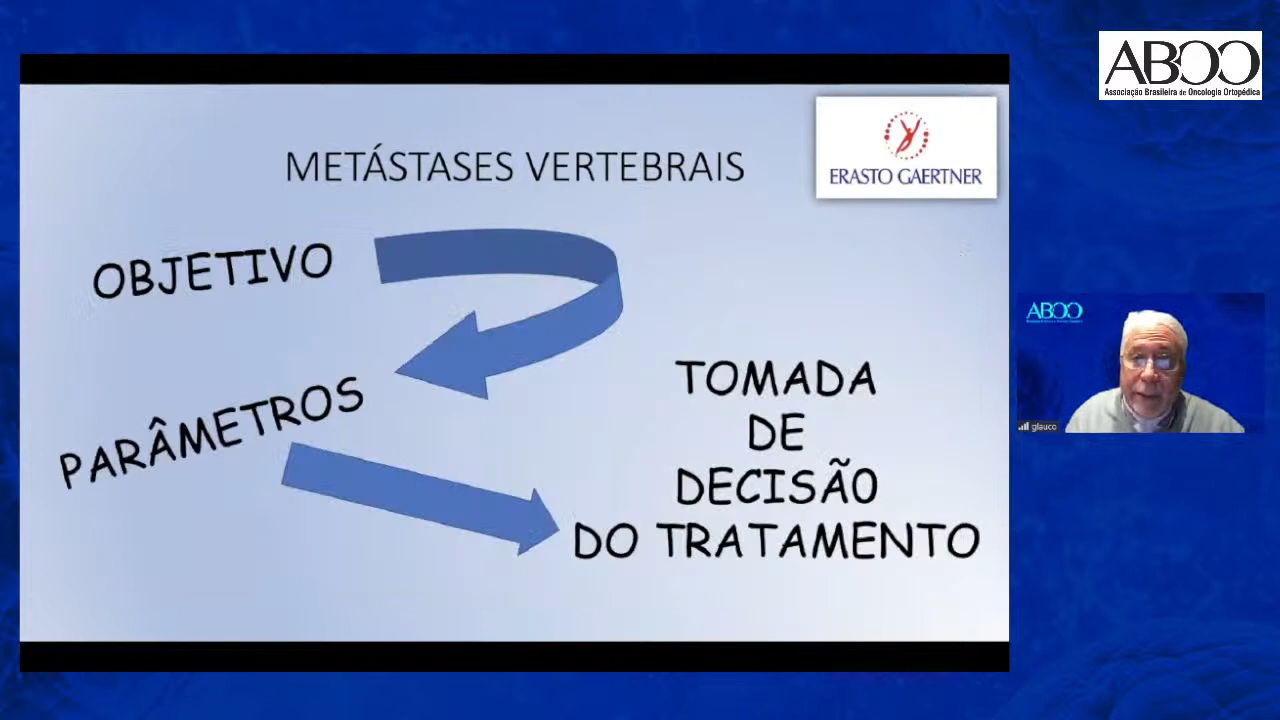 ABOO
Associação Brasileira de Oncologia Ortopédica
METÁSTASES VERTEBRAIS
ERASTO GAERTNER
OBJETIVO
PARÂMETROS
TOMADA
DE
DECISÃO
DO TRATAMENTO
ABOO
glauco